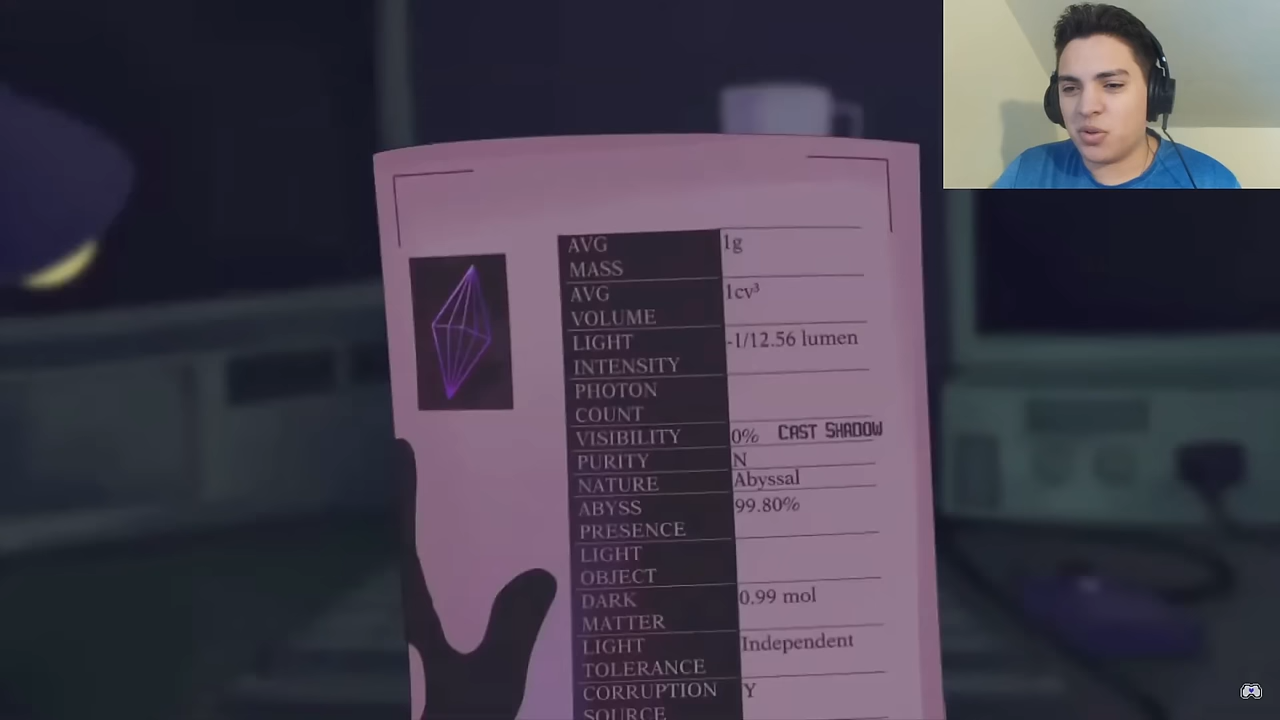 AVG MASS 1g
AVG VOLUME 1cv³
LIGHT INTENSITY -1/12.56 lumen
PHOTON COUNT
VISIBILITY 0% CAST SHADOW
PURITY N
NATURE Abyssal
ABYSS PRESENCE 99.80%
LIGHT OBJECT
DARK MATTER 0.99 mol
LIGHT TOLERANCE Independent
CORRUPTION SOURCE Y